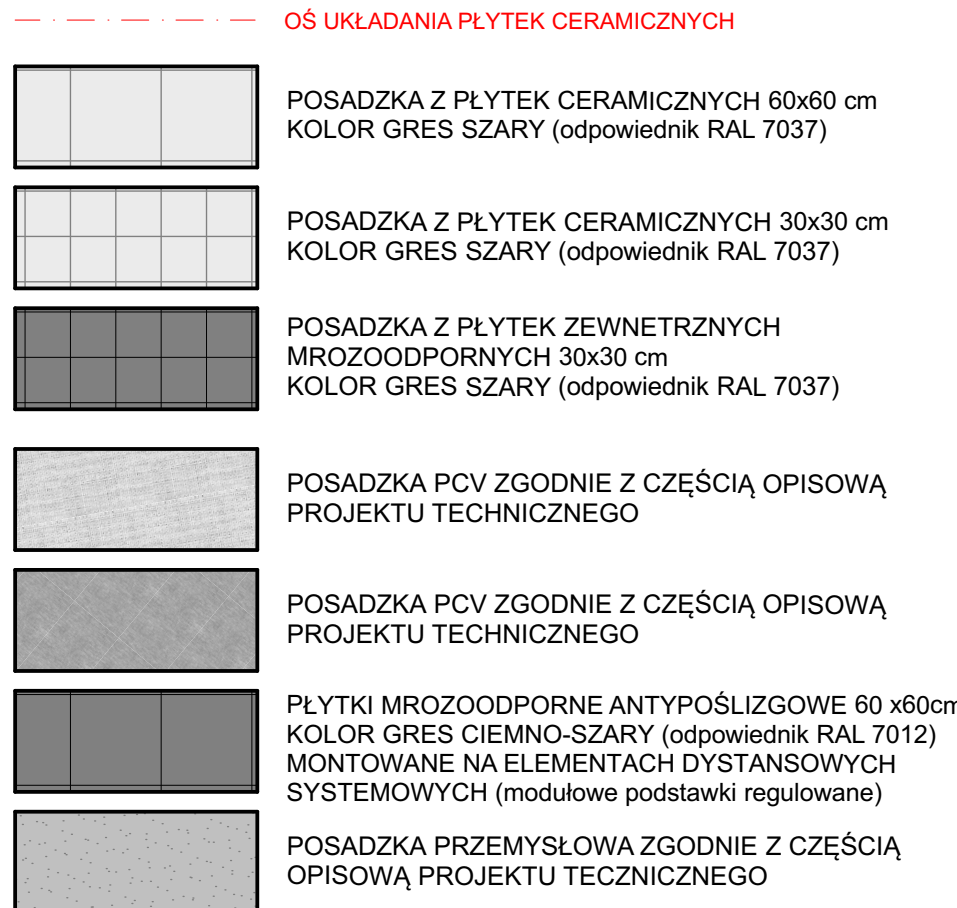 OŚ UKŁADANIA PŁYTEK CERAMICZNYCH
POSADZKA Z PŁYTEK CERAMICZNYCH 60x60 cm
KOLOR GRES SZARY (odpowiednik RAL 7037)
POSADZKA Z PŁYTEK CERAMICZNYCH 30x30 cm
KOLOR GRES SZARY (odpowiednik RAL 7037)
POSADZKA Z PŁYTEK ZEWNETRZNYCH
MROZOODPORNYCH 30x30 cm
KOLOR GRES SZARY (odpowiednik RAL 7037)
POSADZKA PCV ZGODNIE Z CZĘŚCIĄ OPISOWĄ
PROJEKTU TECHNICZNEGO
POSADZKA PCV ZGODNIE Z CZĘŚCIĄ OPISOWĄ
PROJEKTU TECHNICZNEGO
PŁYTKI MROZOODPORNE ANTYPOŚLIZGOWE 60 x60cm
KOLOR GRES CIEMNO-SZARY (odpowiednik RAL 7012)
MONTOWANE NA ELEMENTACH DYSTANSOWYCH
SYSTEMOWYCH (modułowe podstawki regulowane)
POSADZKA PRZEMYSŁOWA ZGODNIE Z CZĘŚCIĄ
OPISOWĄ PROJEKTU TECZNICZNEGO